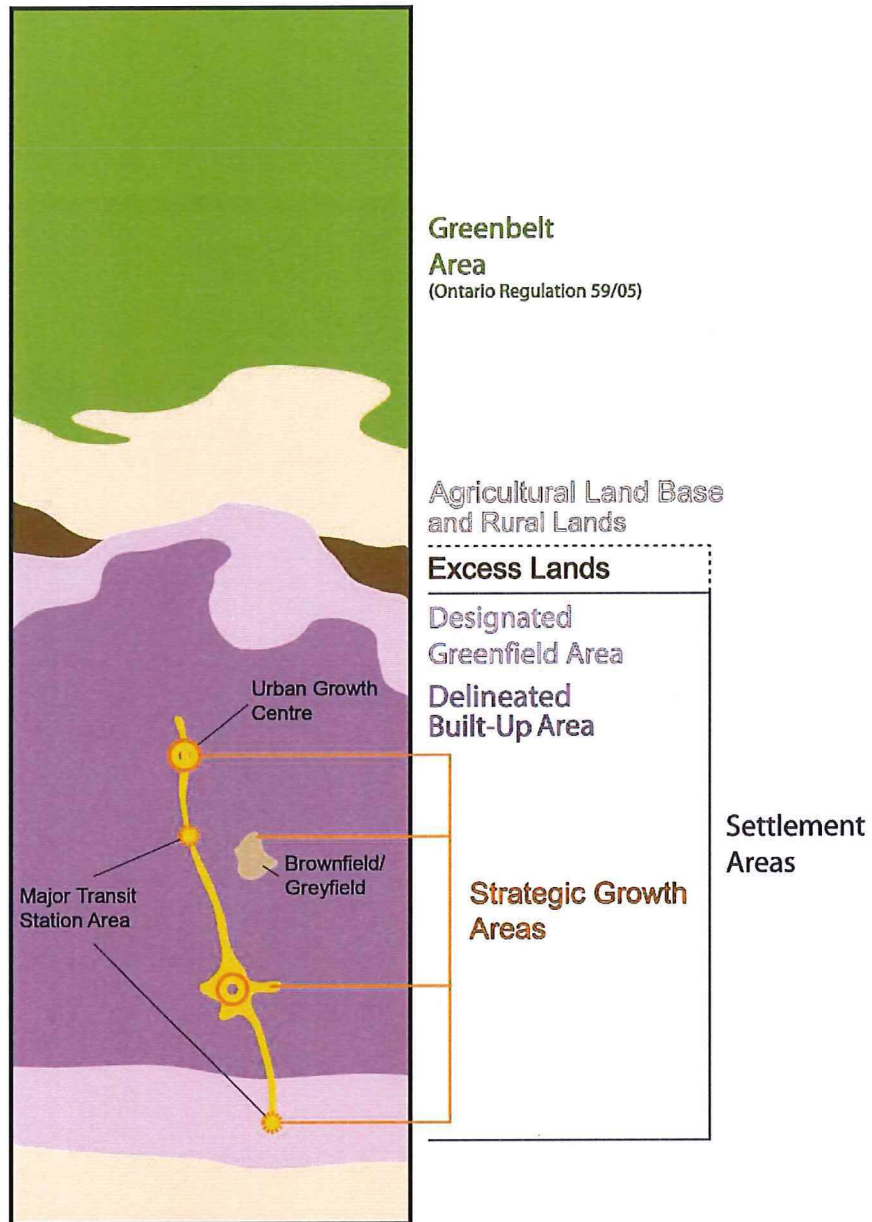 Greenbelt
Area
(Ontario Regulation 59/05)
Agricultural Land Base
and Rural Lands
Excess Lands
Designated
Greenfield Area
Delineated
Built-Up Area
Urban Growth
Centre
Brownfield/
Greyfield
Major Transit
Station Area
Strategic Growth
Areas
Settlement
Areas